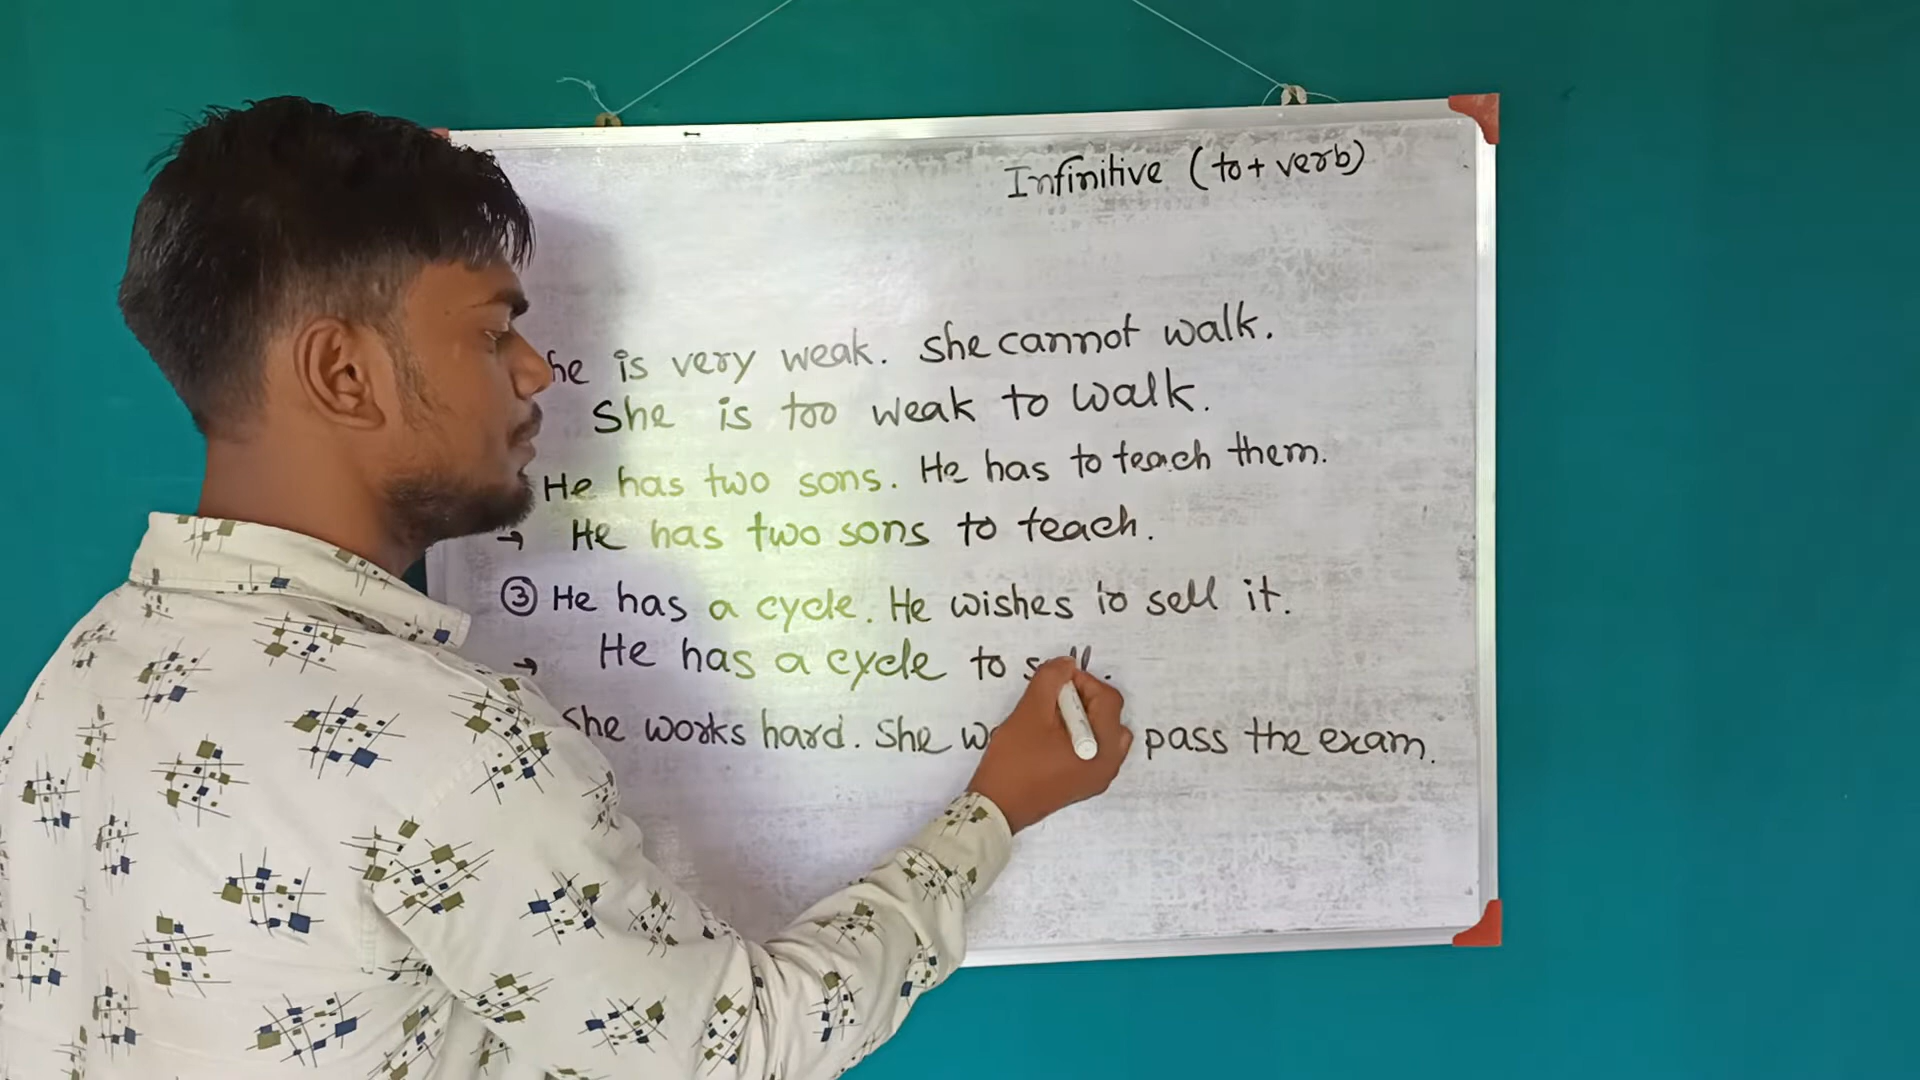 Infinitive (to + verb)
he is very weak. she cannot walk.
She is too weak to walk.
He has two sons. He has to teach them.
→ He has two sons to teach.
③ He has a cycle. He wishes to sell it.
→ He has a cycle to
She works hard. She pass the exam.